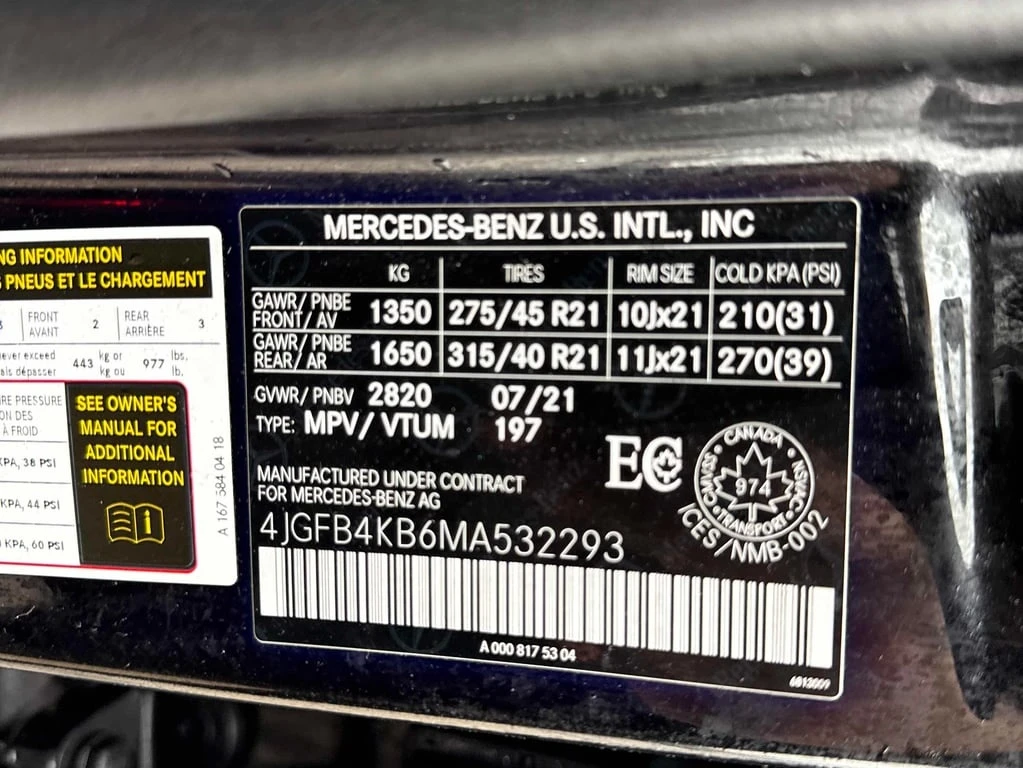 NG INFORMATION
S PNEUS ET LE CHARGEMENT
FRONT
AVANT 2 REAR
ARRIÈRE 3
never exceed
ais dépasser 443 kg or
kg ou 977 lbs.
lb.
RE PRESSURE
ON DES
À FROID
KPA, 38 PSI
KPA, 44 PSI
KPA, 60 PSI
SEE OWNER'S
MANUAL FOR
ADDITIONAL
INFORMATION
A 167 584 04 18
MERCEDES-BENZ U.S. INTL., INC
KG TIRES RIM SIZE COLD KPA (PSI)
GAWR/ PNBE
FRONT/ AV 1350 275/45 R21 10Jx21 210(31)
GAWR/ PNBE
REAR/ AR 1650 315/40 R21 11Jx21 270(39)
GVWR/ PNBV 2820 07/21
TYPE: MPV/ VTUM 197
MANUFACTURED UNDER CONTRACT
FOR MERCEDES-BENZ AG
EC
CANADA
974
TRANSPORT
ICES/NMB-002
4JGFB4KB6MA532293
A 000 817 53 04
6813009